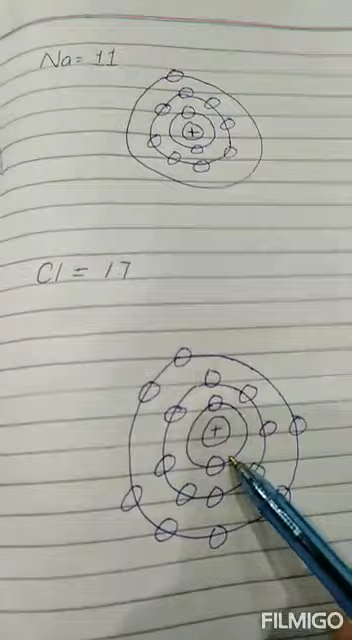 Na = 11
+
Cl = 17
+
FILMIGO